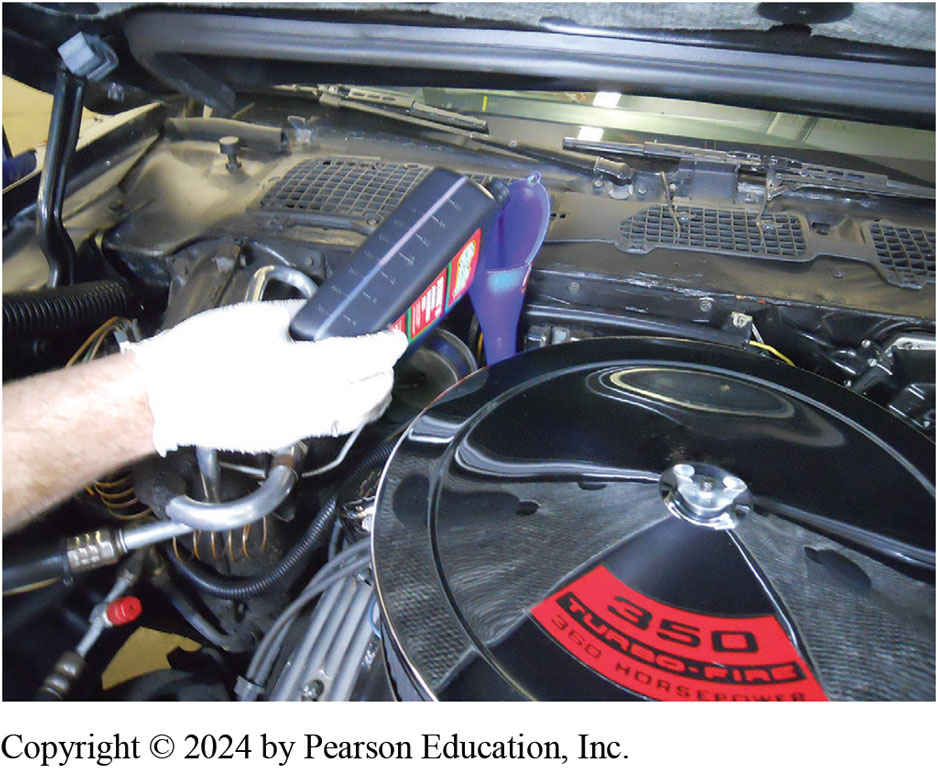 350
TURBO-FIRE
360 HORSEPOWER
Copyright © 2024 by Pearson Education, Inc.